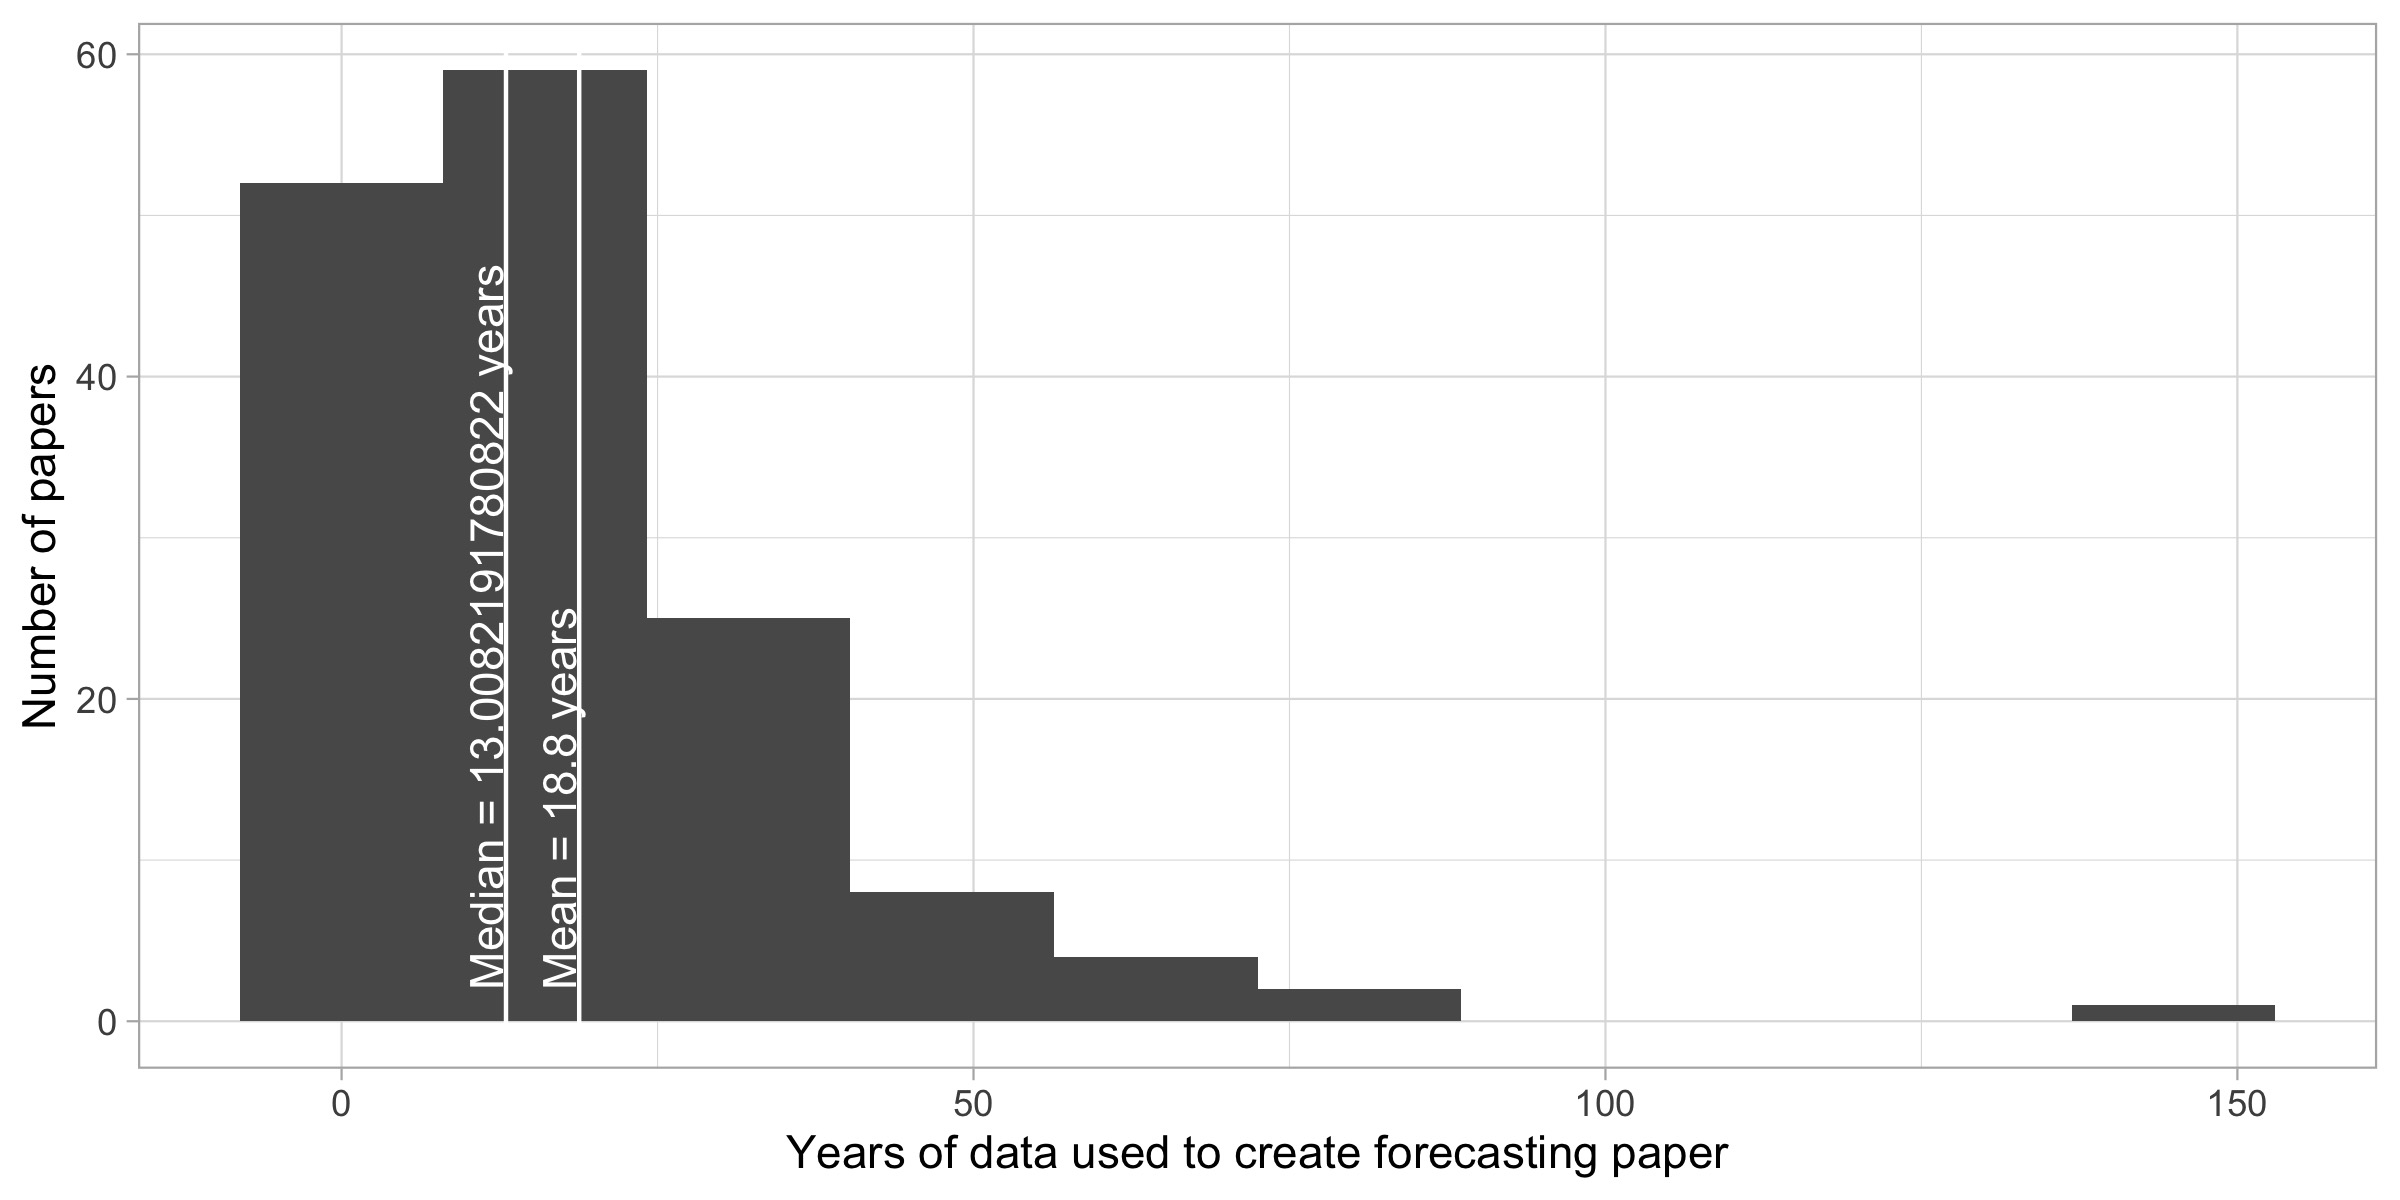 60
40
20
0
Number of papers
Median = 13.0082191780822 years
Mean = 18.8 years
0
50
100
150
Years of data used to create forecasting paper